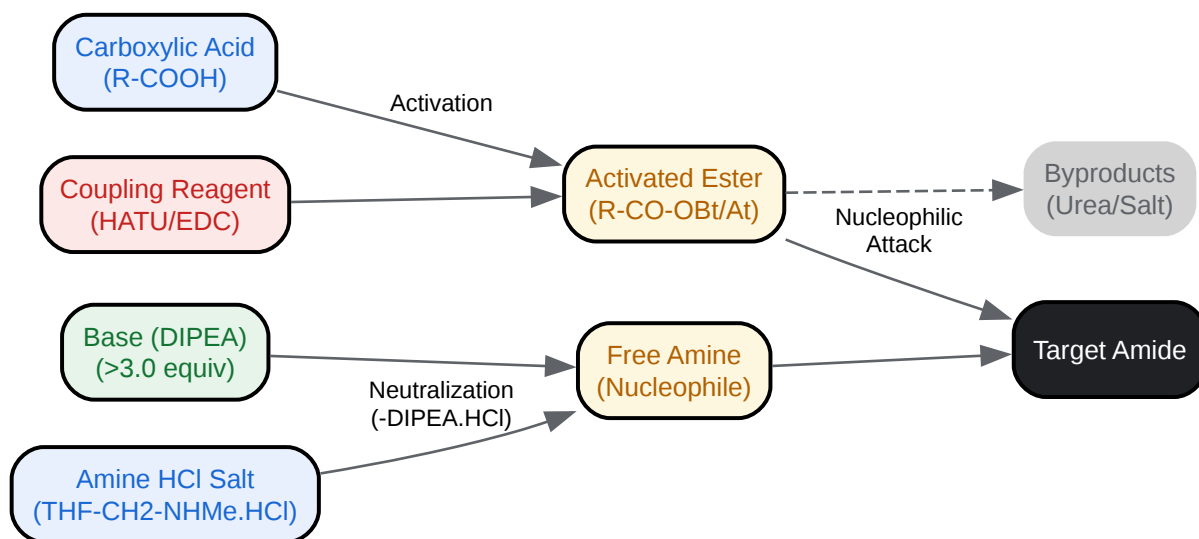 Carboxylic Acid
(R-COOH)
Activation
Coupling Reagent
(HATU/EDC)
Activated Ester
(R-CO-OBt/At)
Byproducts
(Urea/Salt)
Nucleophilic
Attack
Base (DIPEA)
(>3.0 equiv)
Neutralization
(-DIPEA.HCl)
Free Amine
(Nucleophile)
Target Amide
Amine HCl Salt
(THF-CH2-NHMe.HCl)